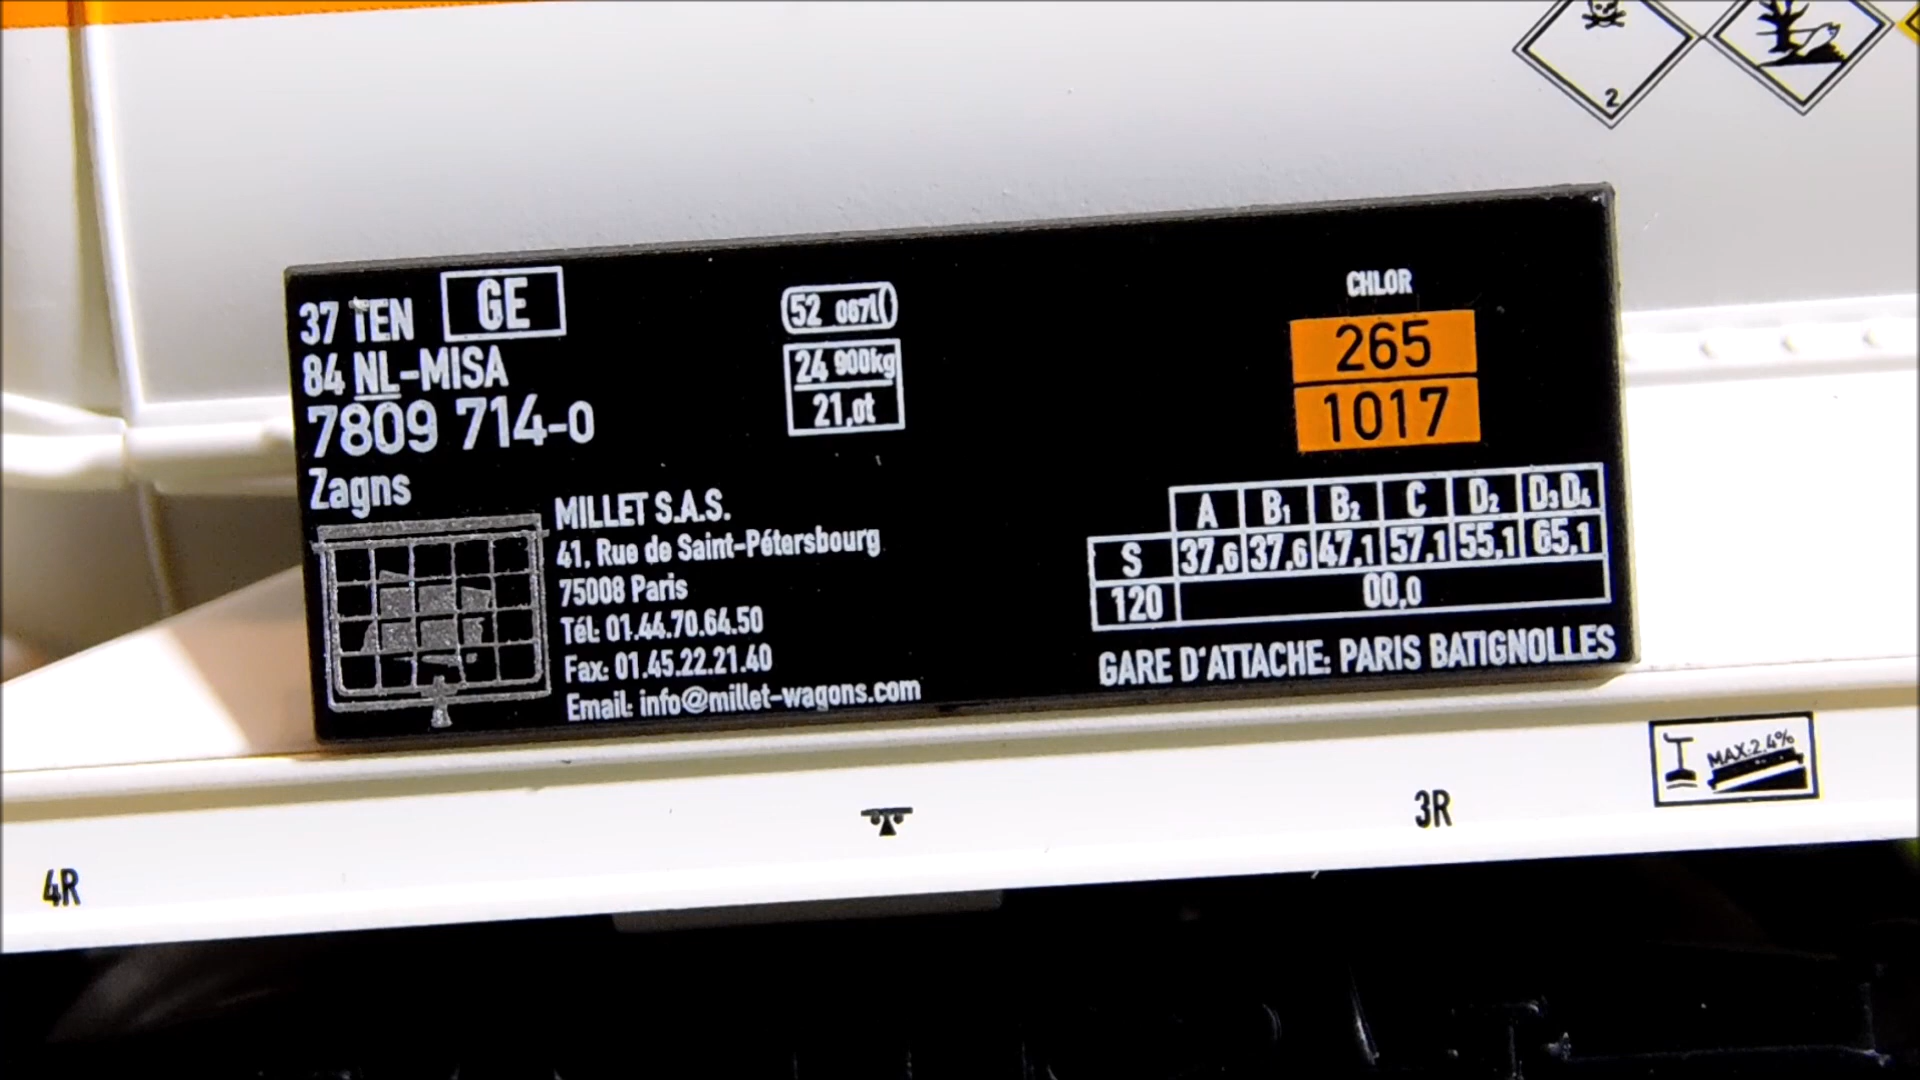 2
37 TEN GE
84 NL-MISA
7809 714-0
Zagns
52 067l
24 900kg
21,0t
CHLOR
265
1017
MILLET S.A.S.
41, Rue de Saint-Pétersbourg
75008 Paris
Tél: 01.44.70.64.50
Fax: 01.45.22.21.40
Email: info@millet-wagons.com
A B1 B2 C D2 D3 D4
S 37,6 37,6 47,1 57,1 55,1 65,1
120 00,0
GARE D'ATTACHE: PARIS BATIGNOLLES
MAX:2,4%
4R
3R